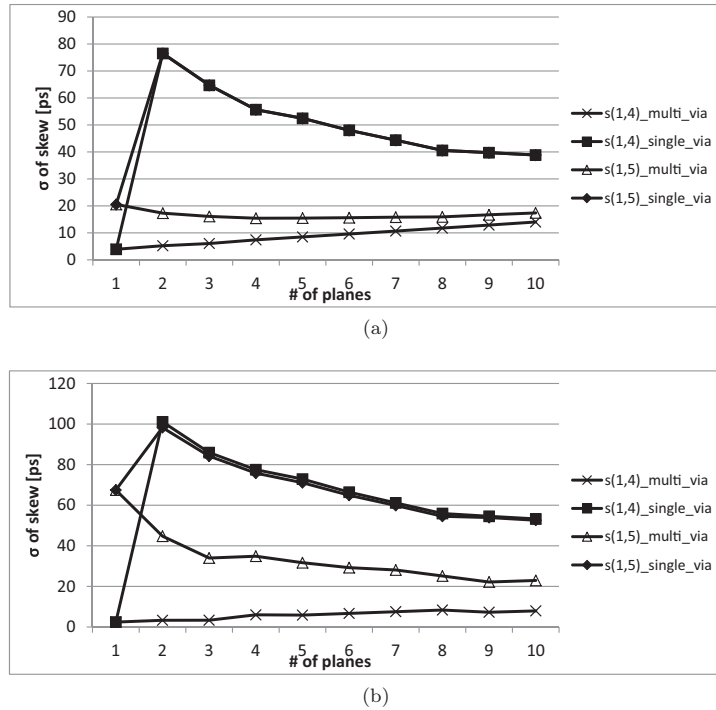 90
80
70
60
50
40
30
20
10
0
σ of skew [ps]
1 2 3 4 5 6 7 8 9 10
# of planes
s(1,4)_multi_via
s(1,4)_single_via
s(1,5)_multi_via
s(1,5)_single_via
(a)
120
100
80
60
40
20
0
σ of skew [ps]
1 2 3 4 5 6 7 8 9 10
# of planes
s(1,4)_multi_via
s(1,4)_single_via
s(1,5)_multi_via
s(1,5)_single_via
(b)